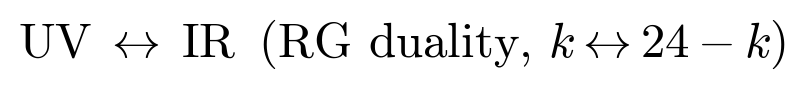 UV ↔ IR (RG duality, k ↔ 24 − k)